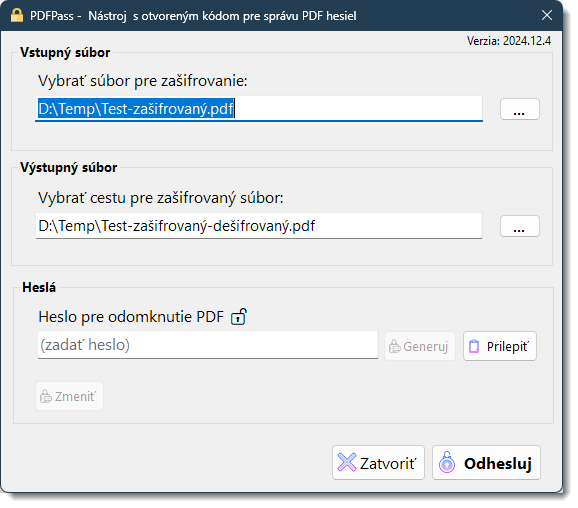 PDFPass - Nástroj s otvoreným kódom pre správu PDF hesiel
Verzia: 2024.12.4
Vstupný súbor
Vybrať súbor pre zašifrovanie:
D:\Temp\Test-zašifrovaný.pdf
...
Výstupný súbor
Vybrať cestu pre zašifrovaný súbor:
D:\Temp\Test-zašifrovaný-dešifrovaný.pdf
...
Heslá
Heslo pre odomknutie PDF
(zadať heslo)
Generuj
Prilepiť
Zmeniť
Zatvoriť
Odhesluj